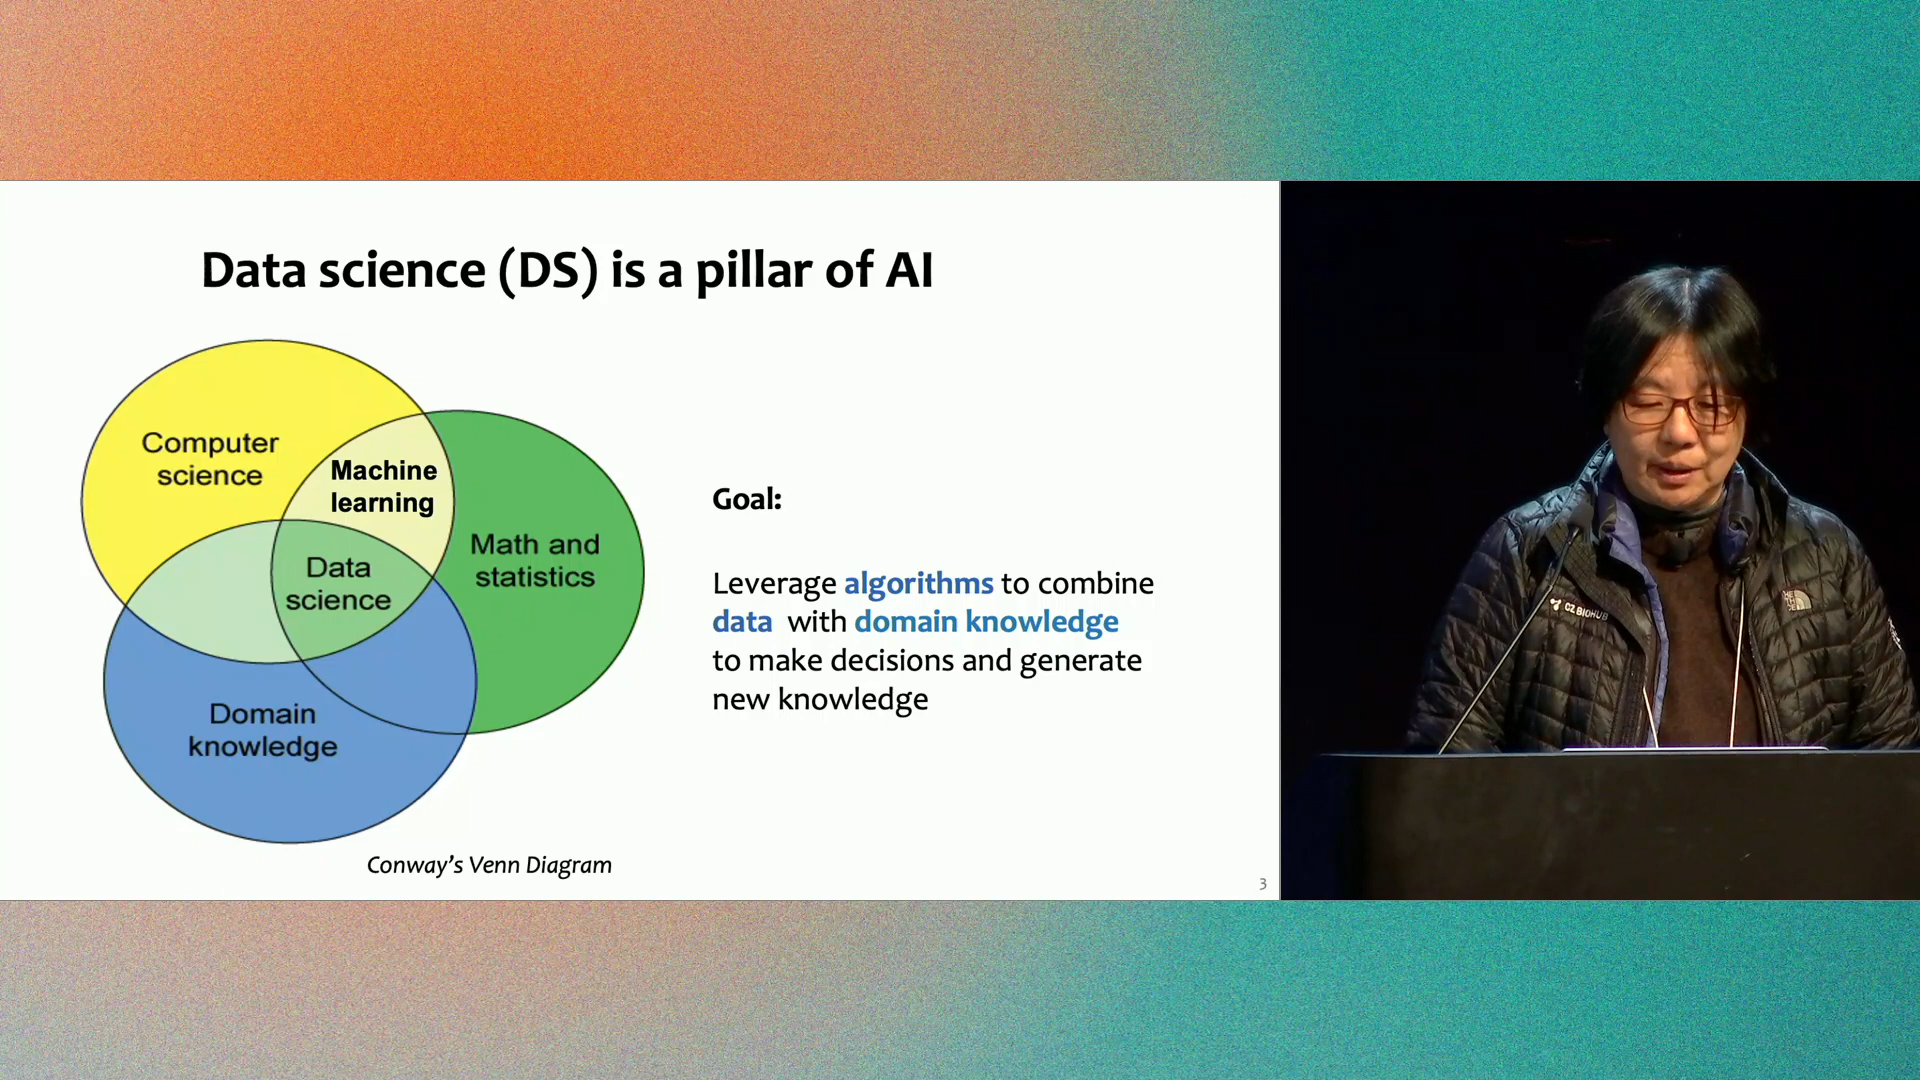 Data science (DS) is a pillar of AI
Computer
science
Machine
learning
Math and
statistics
Data
science
Domain
knowledge
Conway's Venn Diagram
Goal:
Leverage algorithms to combine
data with domain knowledge
to make decisions and generate
new knowledge
3
CZ BIOHUB